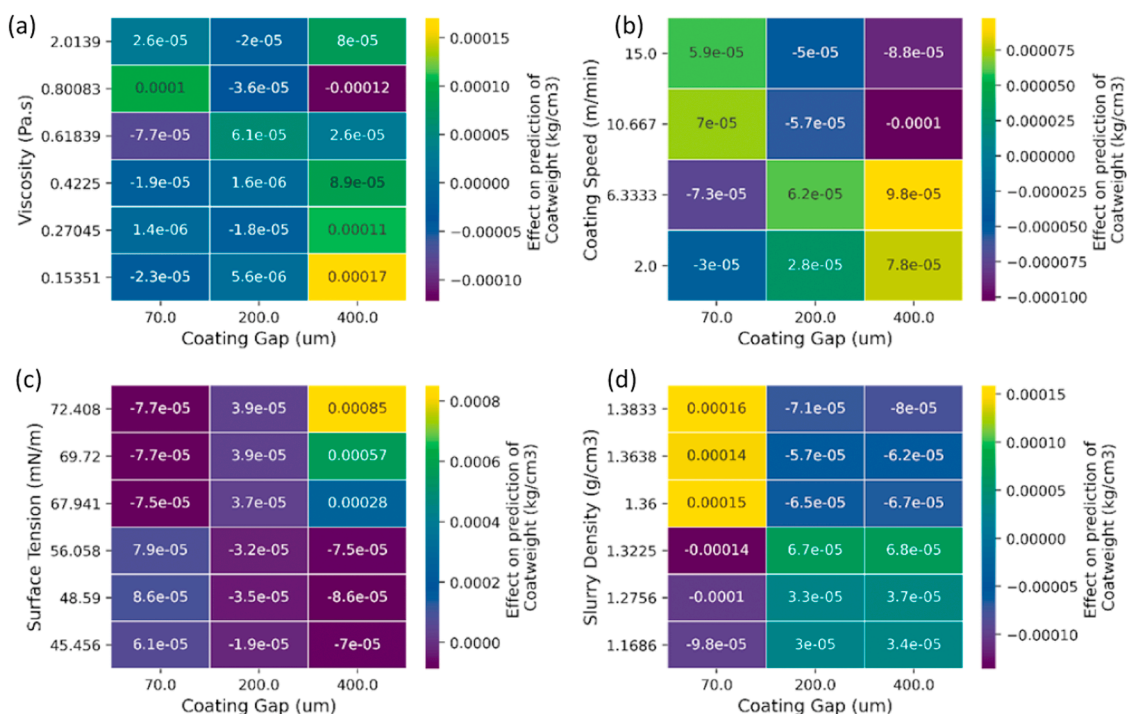 (a)
Viscosity (Pa.s)
2.0139 2.6e-05 -2e-05 8e-05
0.80083 0.0001 -3.6e-05 -0.00012
0.61839 -7.7e-05 6.1e-05 2.6e-05
0.4225 -1.9e-05 1.6e-06 8.9e-05
0.27045 1.4e-06 -1.8e-05 0.00011
0.15351 -2.3e-05 5.6e-06 0.00017
70.0 200.0 400.0
Coating Gap (um)
0.00015
0.00010
0.00005
0.00000
−0.00005
−0.00010
Effect on prediction of
Coatweight (kg/cm3)
(b)
Coating Speed (m/min)
15.0 5.9e-05 -5e-05 -8.8e-05
10.667 7e-05 -5.7e-05 -0.0001
6.3333 -7.3e-05 6.2e-05 9.8e-05
2.0 -3e-05 2.8e-05 7.8e-05
70.0 200.0 400.0
Coating Gap (um)
0.000075
0.000050
0.000025
0.000000
−0.000025
−0.000050
−0.000075
−0.000100
Effect on prediction of
Coatweight (kg/cm3)
(c)
Surface Tension (mN/m)
72.408 -7.7e-05 3.9e-05 0.00085
69.72 -7.7e-05 3.9e-05 0.00057
67.941 -7.5e-05 3.7e-05 0.00028
56.058 7.9e-05 -3.2e-05 -7.5e-05
48.59 8.6e-05 -3.5e-05 -8.6e-05
45.456 6.1e-05 -1.9e-05 -7e-05
70.0 200.0 400.0
Coating Gap (um)
0.0008
0.0006
0.0004
0.0002
0.0000
Effect on prediction of
Coatweight (kg/cm3)
(d)
Slurry Density (g/cm3)
1.3833 0.00016 -7.1e-05 -8e-05
1.3638 0.00014 -5.7e-05 -6.2e-05
1.36 0.00015 -6.5e-05 -6.7e-05
1.3225 -0.00014 6.7e-05 6.8e-05
1.2756 -0.0001 3.3e-05 3.7e-05
1.1686 -9.8e-05 3e-05 3.4e-05
70.0 200.0 400.0
Coating Gap (um)
0.00015
0.00010
0.00005
0.00000
−0.00005
−0.00010
Effect on prediction of
Coatweight (kg/cm3)